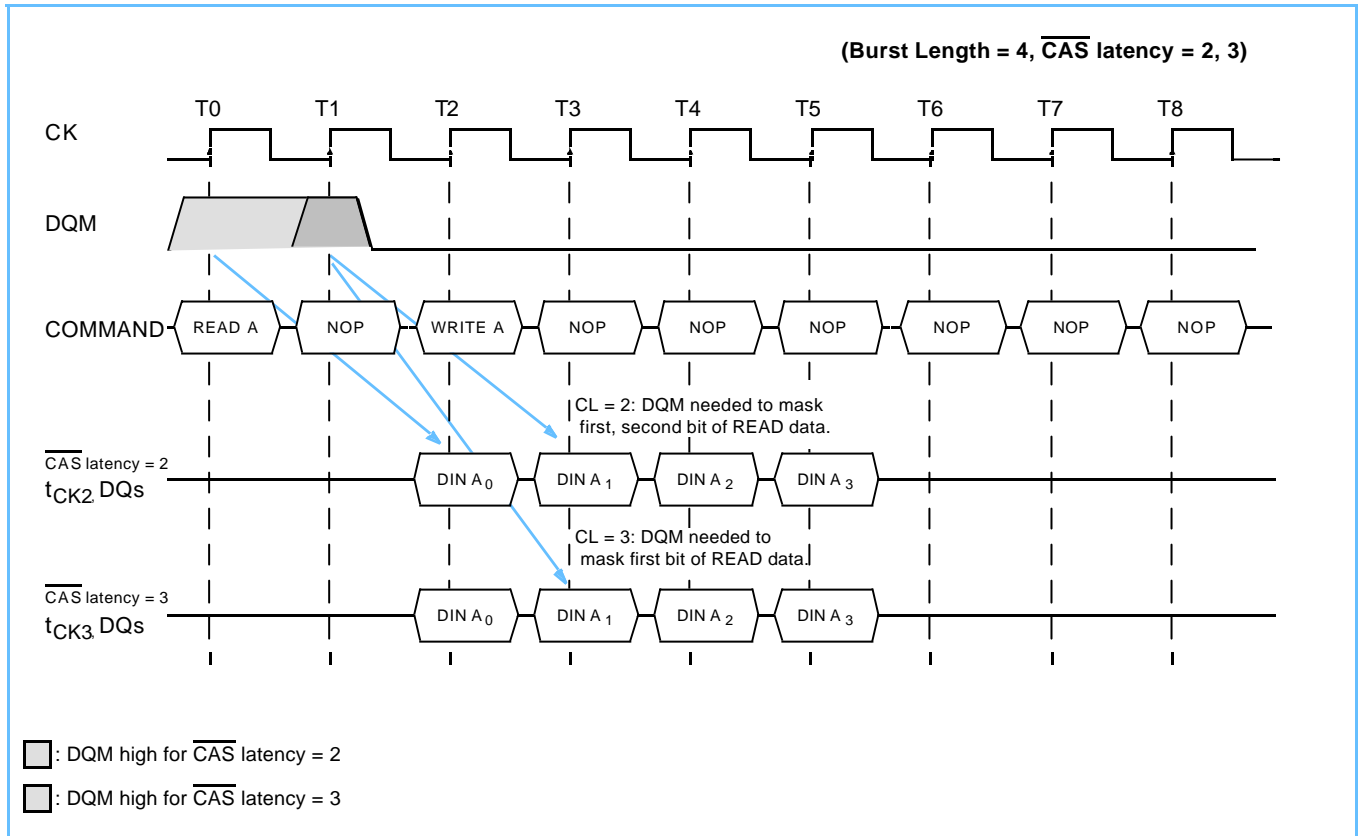 (Burst Length = 4, CAS latency = 2, 3)
T0 T1 T2 T3 T4 T5 T6 T7 T8
CK
DQM
COMMAND READ A NOP WRITE A NOP NOP NOP NOP NOP NOP
CL = 2: DQM needed to mask
first, second bit of READ data.
CAS latency = 2
tCK2, DQs
DIN A0 DIN A1 DIN A2 DIN A3
CL = 3: DQM needed to
mask first bit of READ data.
CAS latency = 3
tCK3, DQs
DIN A0 DIN A1 DIN A2 DIN A3
: DQM high for CAS latency = 2
: DQM high for CAS latency = 3